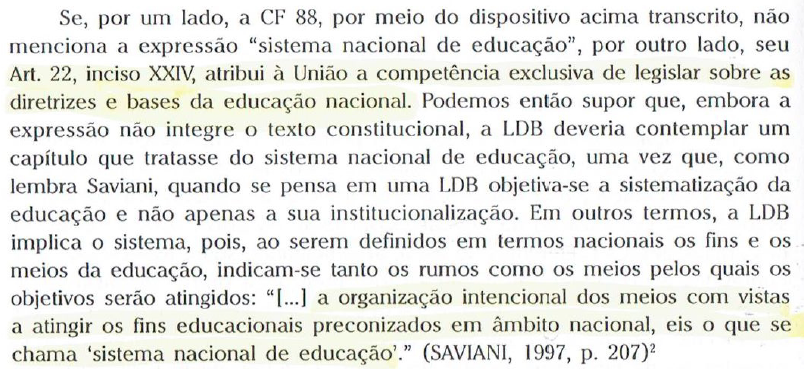 Se, por um lado, a CF 88, por meio do dispositivo acima transcrito, não
menciona a expressão “sistema nacional de educação”, por outro lado, seu
Art. 22, inciso XXIV, atribui à União a competência exclusiva de legislar sobre as
diretrizes e bases da educação nacional. Podemos então supor que, embora a
expressão não integre o texto constitucional, a LDB deveria contemplar um
capítulo que tratasse do sistema nacional de educação, uma vez que, como
lembra Saviani, quando se pensa em uma LDB objetiva-se a sistematização da
educação e não apenas a sua institucionalização. Em outros termos, a LDB
implica o sistema, pois, ao serem definidos em termos nacionais os fins e os
meios da educação, indicam-se tanto os rumos como os meios pelos quais os
objetivos serão atingidos: “[...] a organização intencional dos meios com vistas
a atingir os fins educacionais preconizados em âmbito nacional, eis o que se
chama ‘sistema nacional de educação’.” (SAVIANI, 1997, p. 207)²